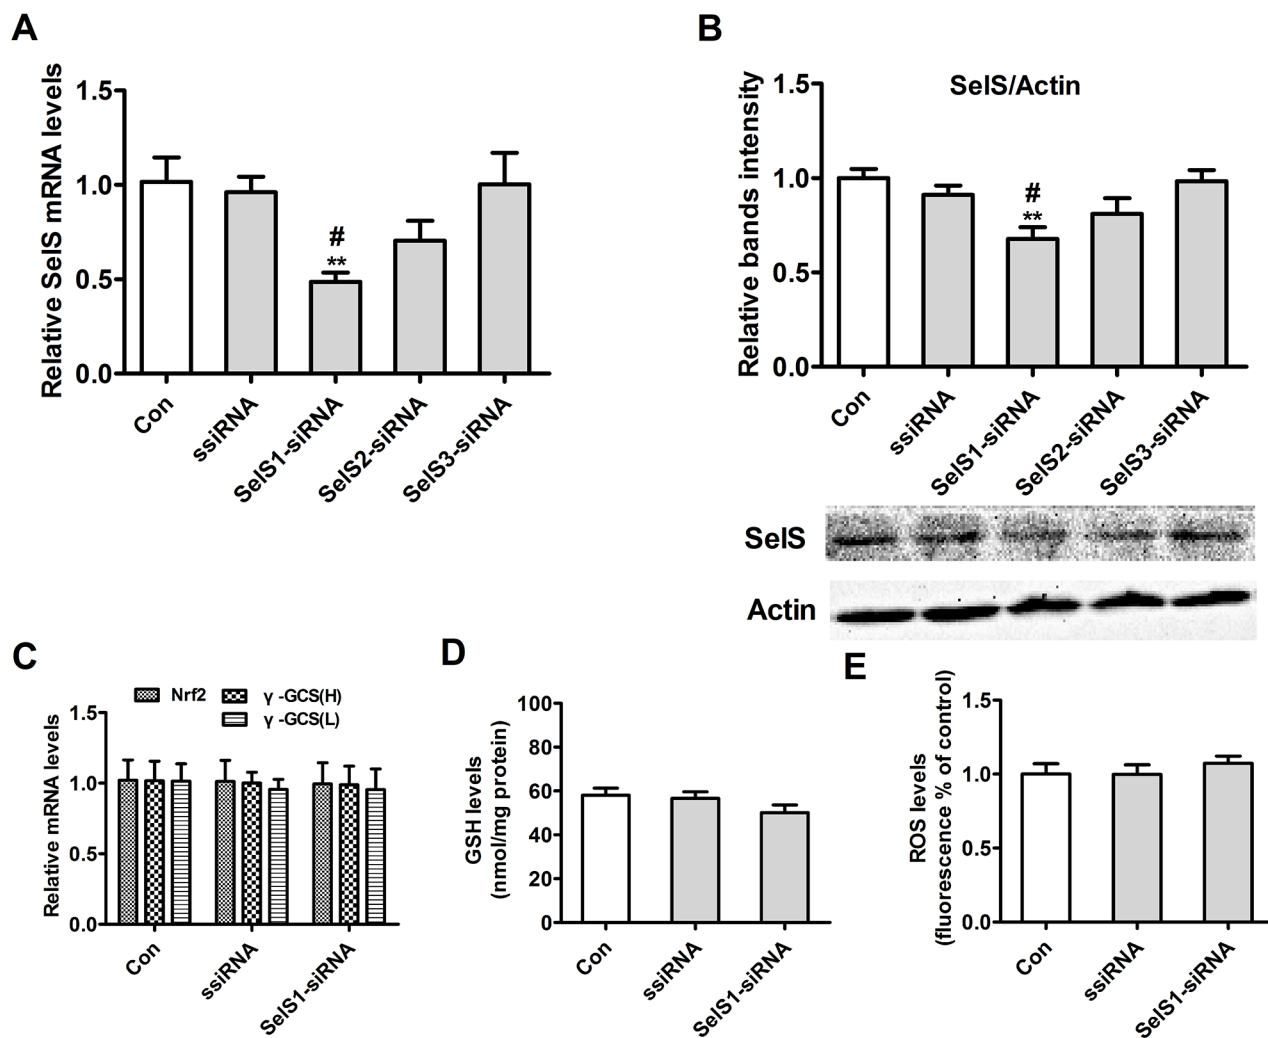 A
Relative SelS mRNA levels
1.5
1.0
0.5
0.0
#
**
Con
ssiRNA
SelS1-siRNA
SelS2-siRNA
SelS3-siRNA
B
SelS/Actin
Relative bands intensity
1.5
1.0
0.5
0.0
#
**
Con
ssiRNA
SelS1-siRNA
SelS2-siRNA
SelS3-siRNA
SelS
Actin
C
Nrf2
γ -GCS(H)
γ -GCS(L)
Relative mRNA levels
1.5
1.0
0.5
0.0
Con
ssiRNA
SelS1-siRNA
D
GSH levels
(nmol/mg protein)
100
80
60
40
20
0
Con
ssiRNA
SelS1-siRNA
E
ROS levels
(fluorescence % of control)
1.5
1.0
0.5
0.0
Con
ssiRNA
SelS1-siRNA